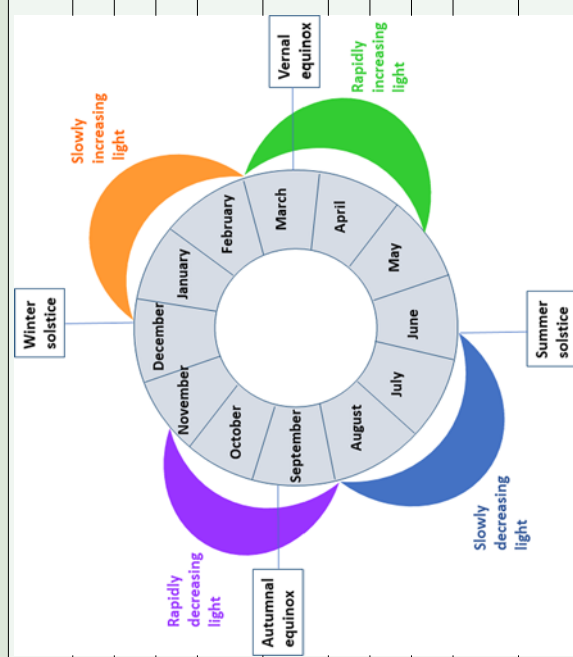 Vernal
equinox
Rapidly
increasing
light
Slowly
increasing
light
Winter
solstice
January
February
March
April
May
June
July
August
September
October
November
December
Summer
solstice
Slowly
decreasing
light
Autumnal
equinox
Rapidly
decreasing
light